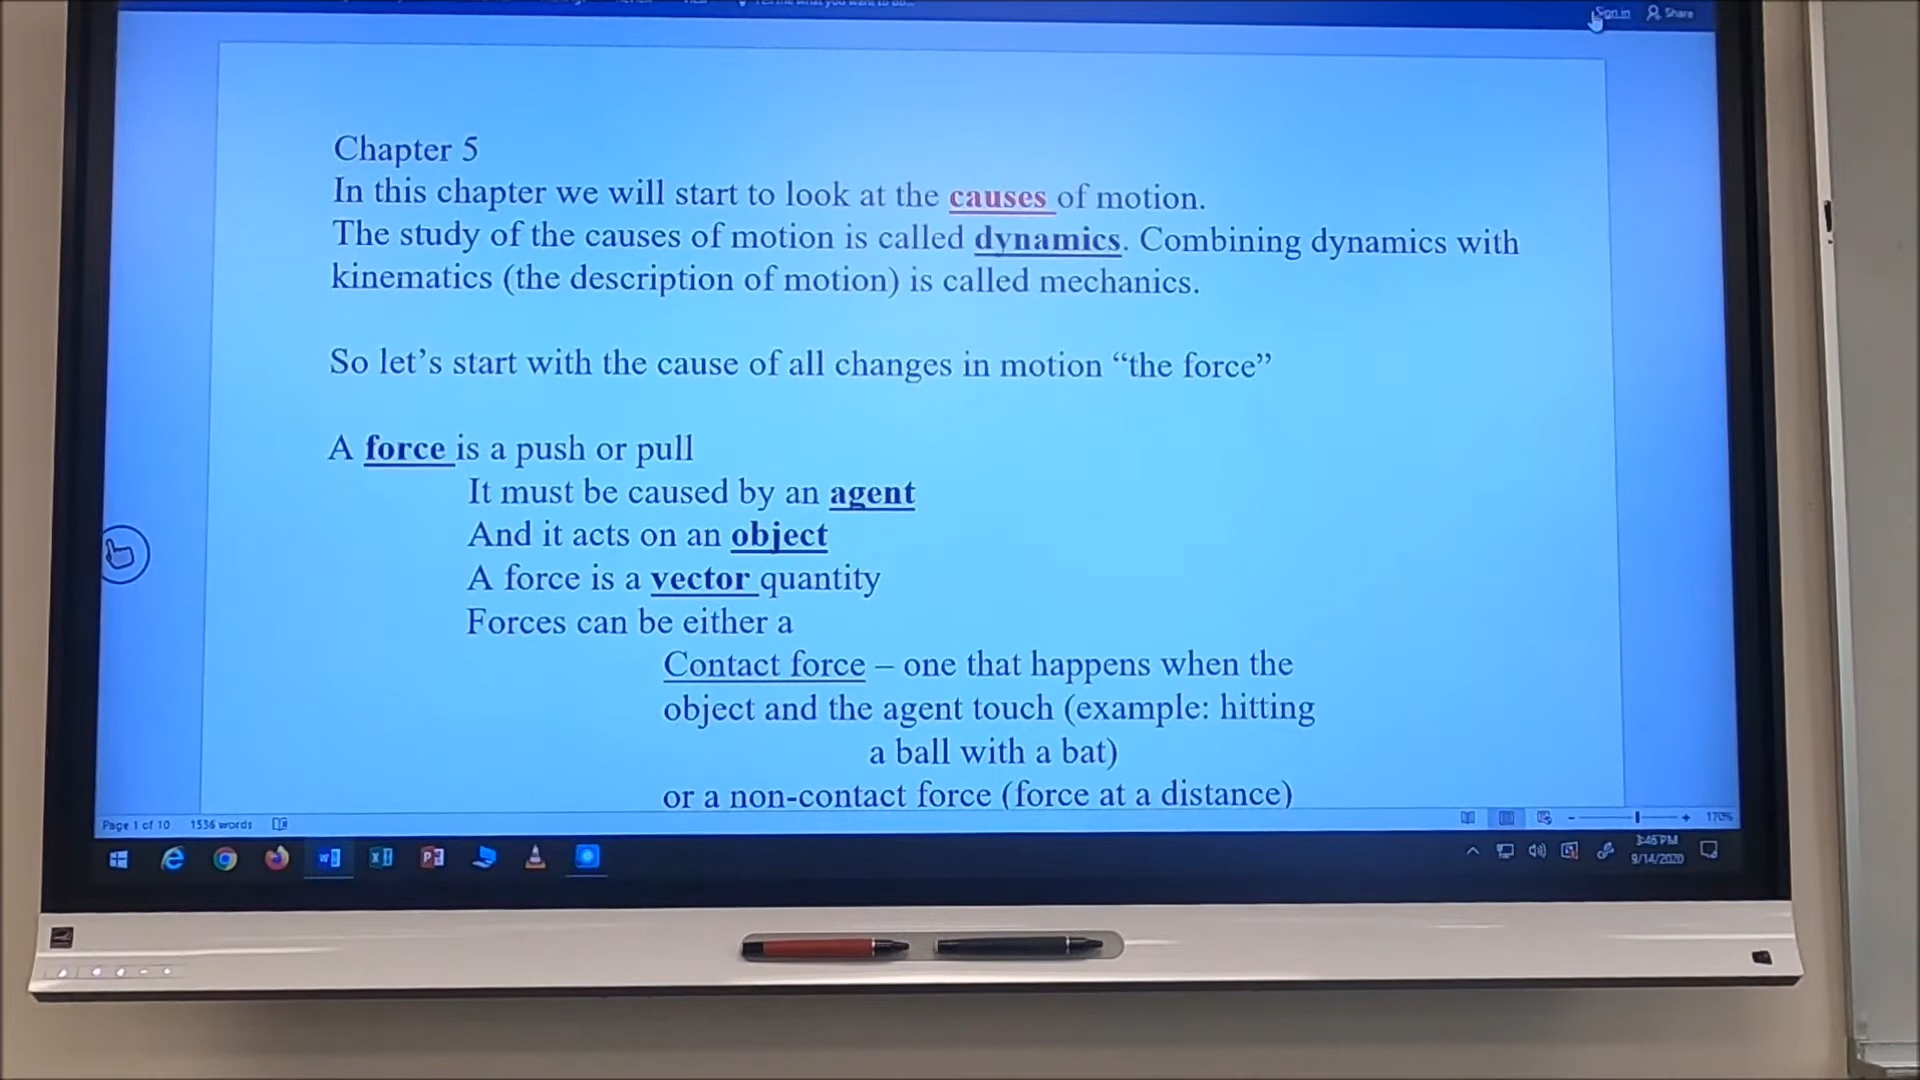 Sign in Share
Chapter 5
In this chapter we will start to look at the causes of motion.
The study of the causes of motion is called dynamics. Combining dynamics with
kinematics (the description of motion) is called mechanics.
So let’s start with the cause of all changes in motion “the force”
A force is a push or pull
It must be caused by an agent
And it acts on an object
A force is a vector quantity
Forces can be either a
Contact force – one that happens when the
object and the agent touch (example: hitting
a ball with a bat)
or a non-contact force (force at a distance)
Page 1 of 10 1536 words 170%
3:46 PM
9/14/2020